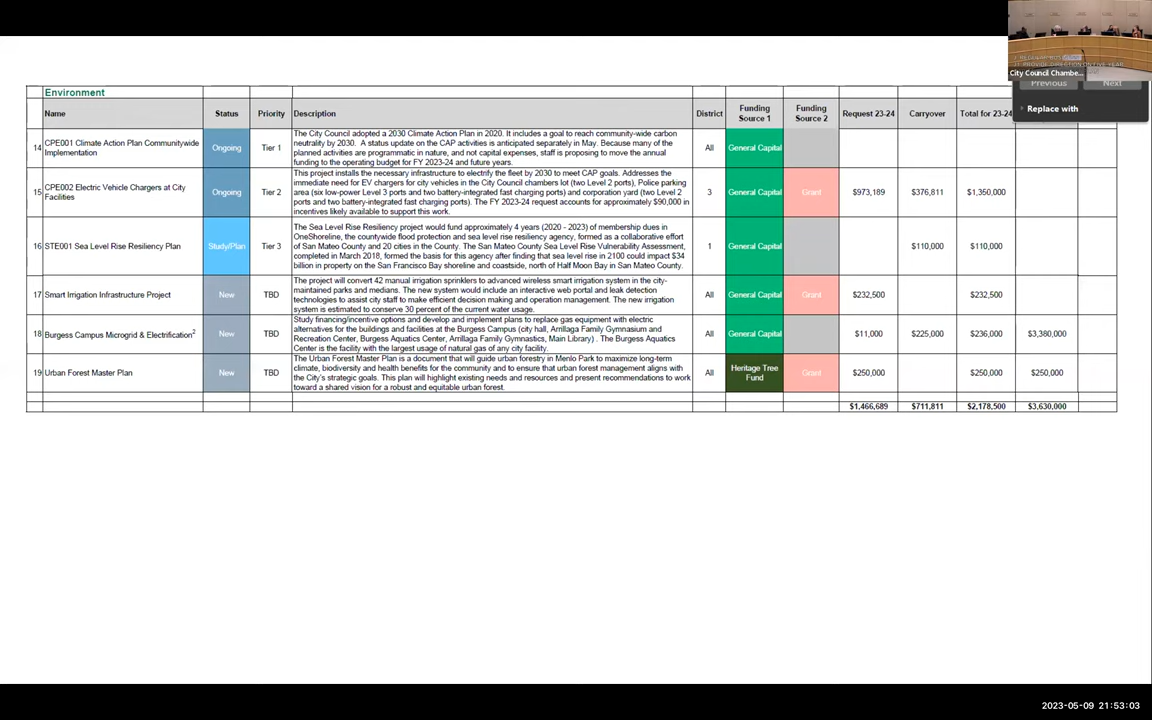 City Council Chambe...
Previous
Next
Replace with
Environment
Name Status Priority Description District Funding Source 1 Funding Source 2 Request 23-24 Carryover Total for 23-24
14 CPE001 Climate Action Plan Communitywide Implementation Ongoing Tier 1
The City Council adopted a 2030 Climate Action Plan in 2020. It includes a goal to reach community-wide carbon
neutrality by 2030. A status update on the CAP activities is anticipated separately in May. Because many of the
planned activities are programmatic in nature, and not capital expenses, staff is proposing to move the annual
funding to the operating budget for FY 2023-24 and future years.
All General Capital
15 CPE002 Electric Vehicle Chargers at City Facilities Ongoing Tier 2
This project installs the necessary infrastructure to electrify the fleet by 2030 to meet CAP goals. Addresses the
immediate need for EV chargers for city vehicles in the City Council chambers lot (two Level 2 ports), Police parking
area (six low-power Level 3 ports and two battery-integrated fast charging ports) and corporation yard (two Level 2
ports and two battery-integrated fast charging ports). The FY 2023-24 request accounts for approximately $90,000 in
incentives likely available to support this work.
3 General Capital Grant $973,189 $376,811 $1,350,000
16 STE001 Sea Level Rise Resiliency Plan Study/Plan Tier 3
The Sea Level Rise Resiliency project would fund approximately 4 years (2020 - 2023) of membership dues in
OneShoreline, the countywide flood protection and sea level rise resiliency agency, formed as a collaborative effort
of San Mateo County and 20 cities in the County. The San Mateo County Sea Level Rise Vulnerability Assessment,
completed in March 2018, formed the basis for this agency after finding that sea level rise in 2100 could impact $34
billion in property on the San Francisco Bay shoreline and coastside, north of Half Moon Bay in San Mateo County.
1 General Capital $110,000 $110,000
17 Smart Irrigation Infrastructure Project New TBD
The project will convert 42 manual irrigation sprinklers to advanced wireless smart irrigation system in the city-
maintained parks and medians. The new system would include an interactive web portal and leak detection
technologies to assist city staff to make efficient decision making and operation management. The new irrigation
system is estimated to conserve 30 percent of the current water usage.
All General Capital Grant $232,500 $232,500
18 Burgess Campus Microgrid & Electrification2 New TBD
Study financing/incentive options and develop and implement plans to replace gas equipment with electric
alternatives for the buildings and facilities at the Burgess Campus (city hall, Arrillaga Family Gymnasium and
Recreation Center, Burgess Aquatics Center, Arrillaga Family Gymnastics, Main Library) . The Burgess Aquatics
Center is the facility with the largest usage of natural gas of any city facility.
All General Capital $11,000 $225,000 $236,000 $3,380,000
19 Urban Forest Master Plan New TBD
The Urban Forest Master Plan is a document that will guide urban forestry in Menlo Park to maximize long-term
climate, biodiversity and health benefits for the community and to ensure that urban forest management aligns with
the City's strategic goals. This plan will highlight existing needs and resources and present recommendations to work
toward a shared vision for a robust and equitable urban forest.
All Heritage Tree Fund Grant $250,000 $250,000 $250,000
$1,466,689 $711,811 $2,178,500 $3,630,000
2023-05-09 21:53:03